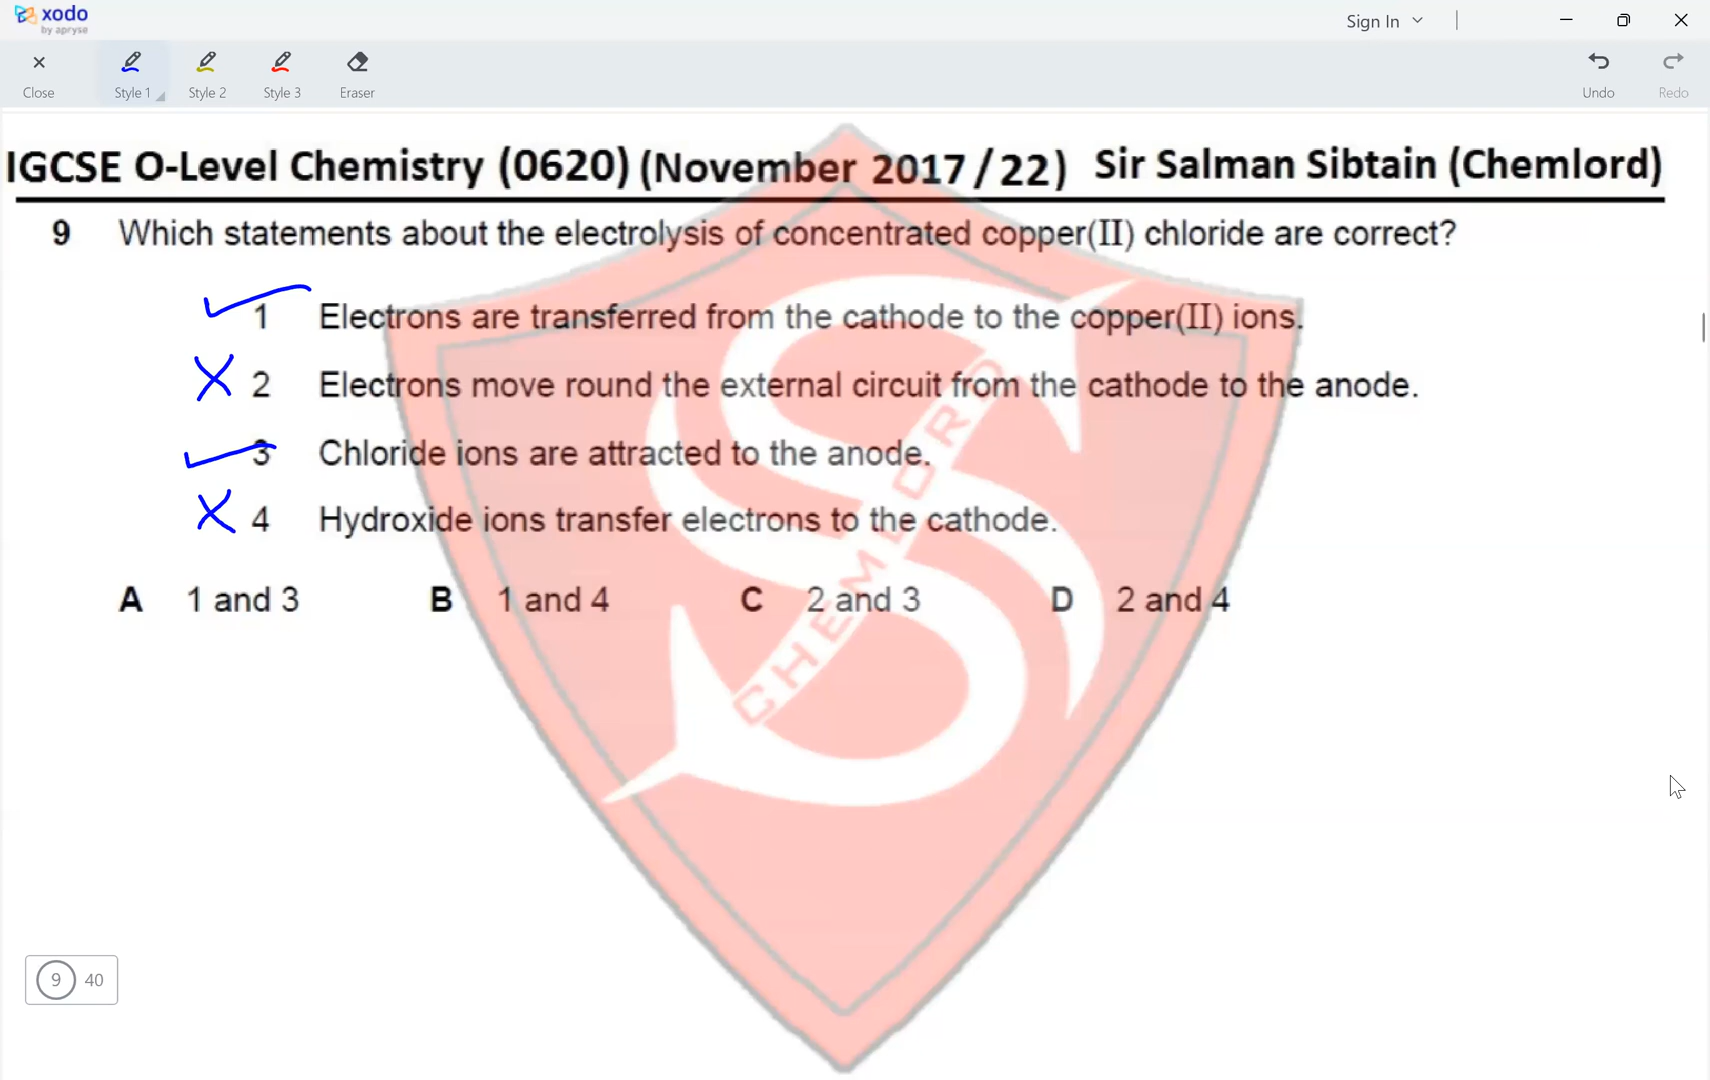 xodo
by apryse
Sign In
Close
Style 1
Style 2
Style 3
Eraser
Undo
Redo
IGCSE O-Level Chemistry (0620) (November 2017/22) Sir Salman Sibtain (Chemlord)
9 Which statements about the electrolysis of concentrated copper(II) chloride are correct?
1 Electrons are transferred from the cathode to the copper(II) ions.
2 Electrons move round the external circuit from the cathode to the anode.
3 Chloride ions are attracted to the anode.
4 Hydroxide ions transfer electrons to the cathode.
A 1 and 3 B 1 and 4 C 2 and 3 D 2 and 4
CHEMLORD
9 40